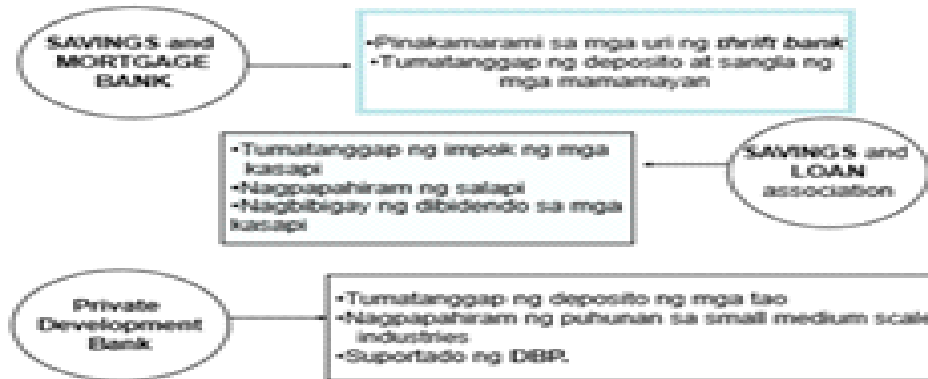 SAVINGS and
MORTGAGE
BANK
•Pinakamarami sa mga uri ng thrift bank
•Tumatanggap ng deposito at sangla ng
mga mamamayan
•Tumatanggap ng impok ng mga
kasapi
•Nagpapahiram ng salapi
•Nagbibigay ng dibidendo sa mga
kasapi
SAVINGS and
LOAN
association
Private
Development
Bank
•Tumatanggap ng deposito ng mga tao
•Nagpapahiram ng puhunan sa small medium scale
industries
•Suportado ng DBP.